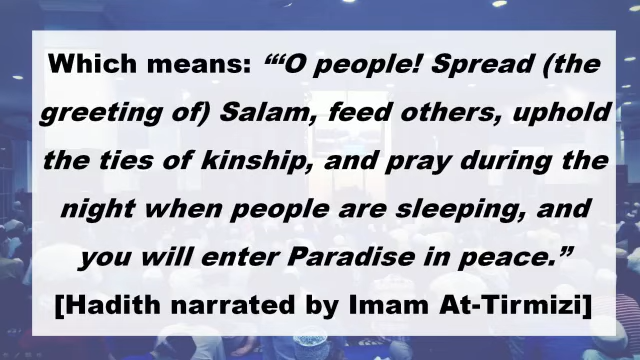 Which means: “‘O people! Spread (the
greeting of) Salam, feed others, uphold
the ties of kinship, and pray during the
night when people are sleeping, and
you will enter Paradise in peace.”
[Hadith narrated by Imam At-Tirmizi]